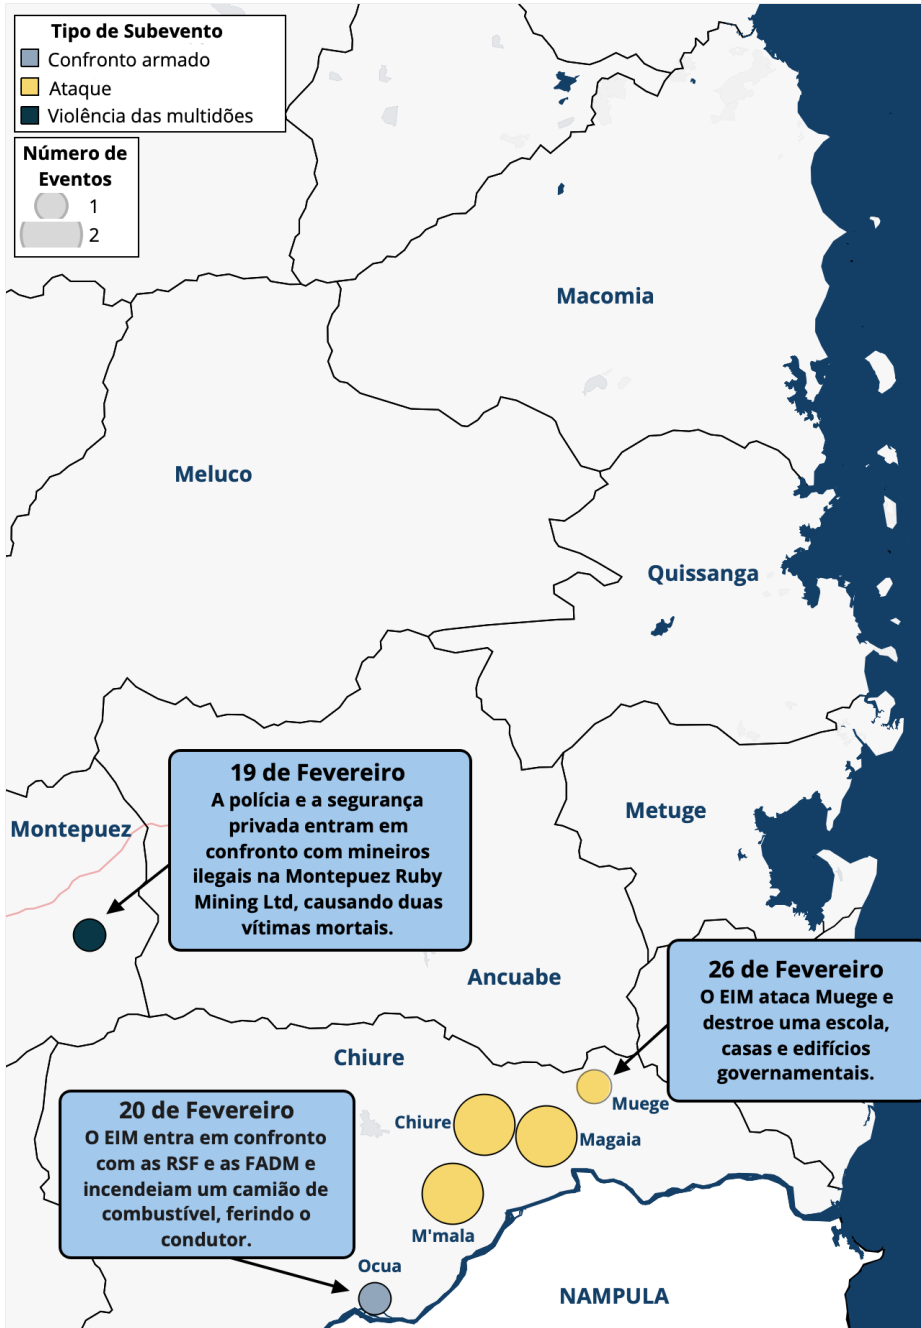 Tipo de Subevento
Confronto armado
Ataque
Violência das multidões
Número de
Eventos
1
2
Macomia
Meluco
Quissanga
19 de Fevereiro
A polícia e a segurança
privada entram em
confronto com mineiros
ilegais na Montepuez Ruby
Mining Ltd, causando duas
vítimas mortais.
Montepuez
Metuge
Ancuabe
26 de Fevereiro
O EIM ataca Muege e
destroe uma escola,
casas e edifícios
governamentais.
Chiure
Muege
Chiure
Magaia
20 de Fevereiro
O EIM entra em confronto
com as RSF e as FADM e
incendeiam um camião de
combustível, ferindo o
condutor.
M'mala
Ocua
NAMPULA